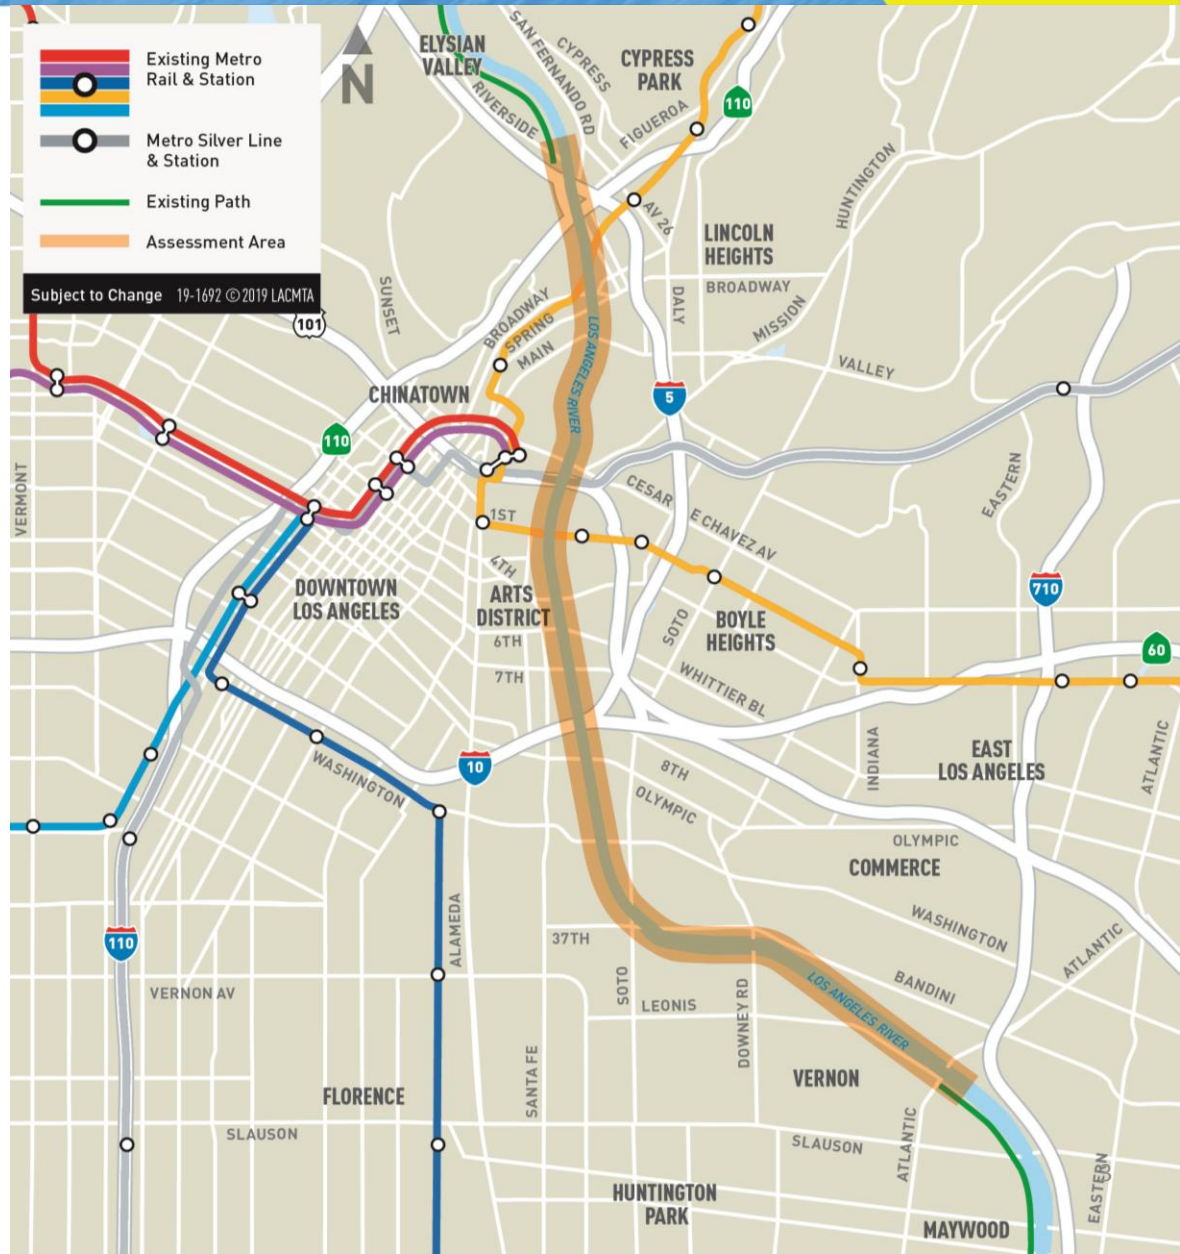 Existing Metro
Rail & Station
Metro Silver Line
& Station
Existing Path
Assessment Area
Subject to Change 19-1692 © 2019 LACMTA
N
ELYSIAN
VALLEY
SAN FERNANDO RD
CYPRESS
CYPRESS
PARK
RIVERSIDE
FIGUEROA
110
HUNTINGTON
AV 26
LINCOLN
HEIGHTS
BROADWAY
DALY
MISSION
VALLEY
101
SUNSET
BROADWAY
SPRING
MAIN
LOS ANGELES RIVER
CHINATOWN
5
110
VERMONT
CESAR E CHAVEZ AV
EASTERN
1ST
4TH
DOWNTOWN
LOS ANGELES
ARTS
DISTRICT
6TH
7TH
SOTO
BOYLE
HEIGHTS
710
60
WHITTIER BL
10
WASHINGTON
8TH
OLYMPIC
INDIANA
EAST
LOS ANGELES
ATLANTIC
OLYMPIC
COMMERCE
WASHINGTON
ATLANTIC
110
ALAMEDA
37TH
VERNON AV
SOTO
LEONIS
DOWNEY RD
BANDINI
LOS ANGELES RIVER
SANTA FE
FLORENCE
VERNON
SLAUSON
SLAUSON
ATLANTIC
EASTERN
HUNTINGTON
PARK
MAYWOOD